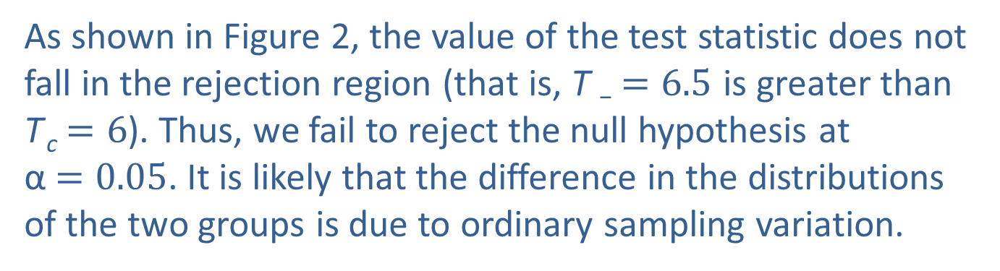 As shown in Figure 2, the value of the test statistic does not
fall in the rejection region (that is, T₋ = 6.5 is greater than
T_c = 6). Thus, we fail to reject the null hypothesis at
α = 0.05. It is likely that the difference in the distributions
of the two groups is due to ordinary sampling variation.